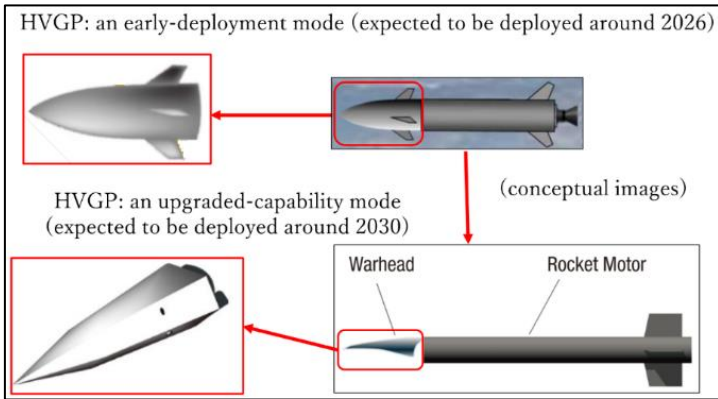 HVGP: an early-deployment mode (expected to be deployed around 2026)
HVGP: an upgraded-capability mode
(expected to be deployed around 2030)
(conceptual images)
Warhead
Rocket Motor